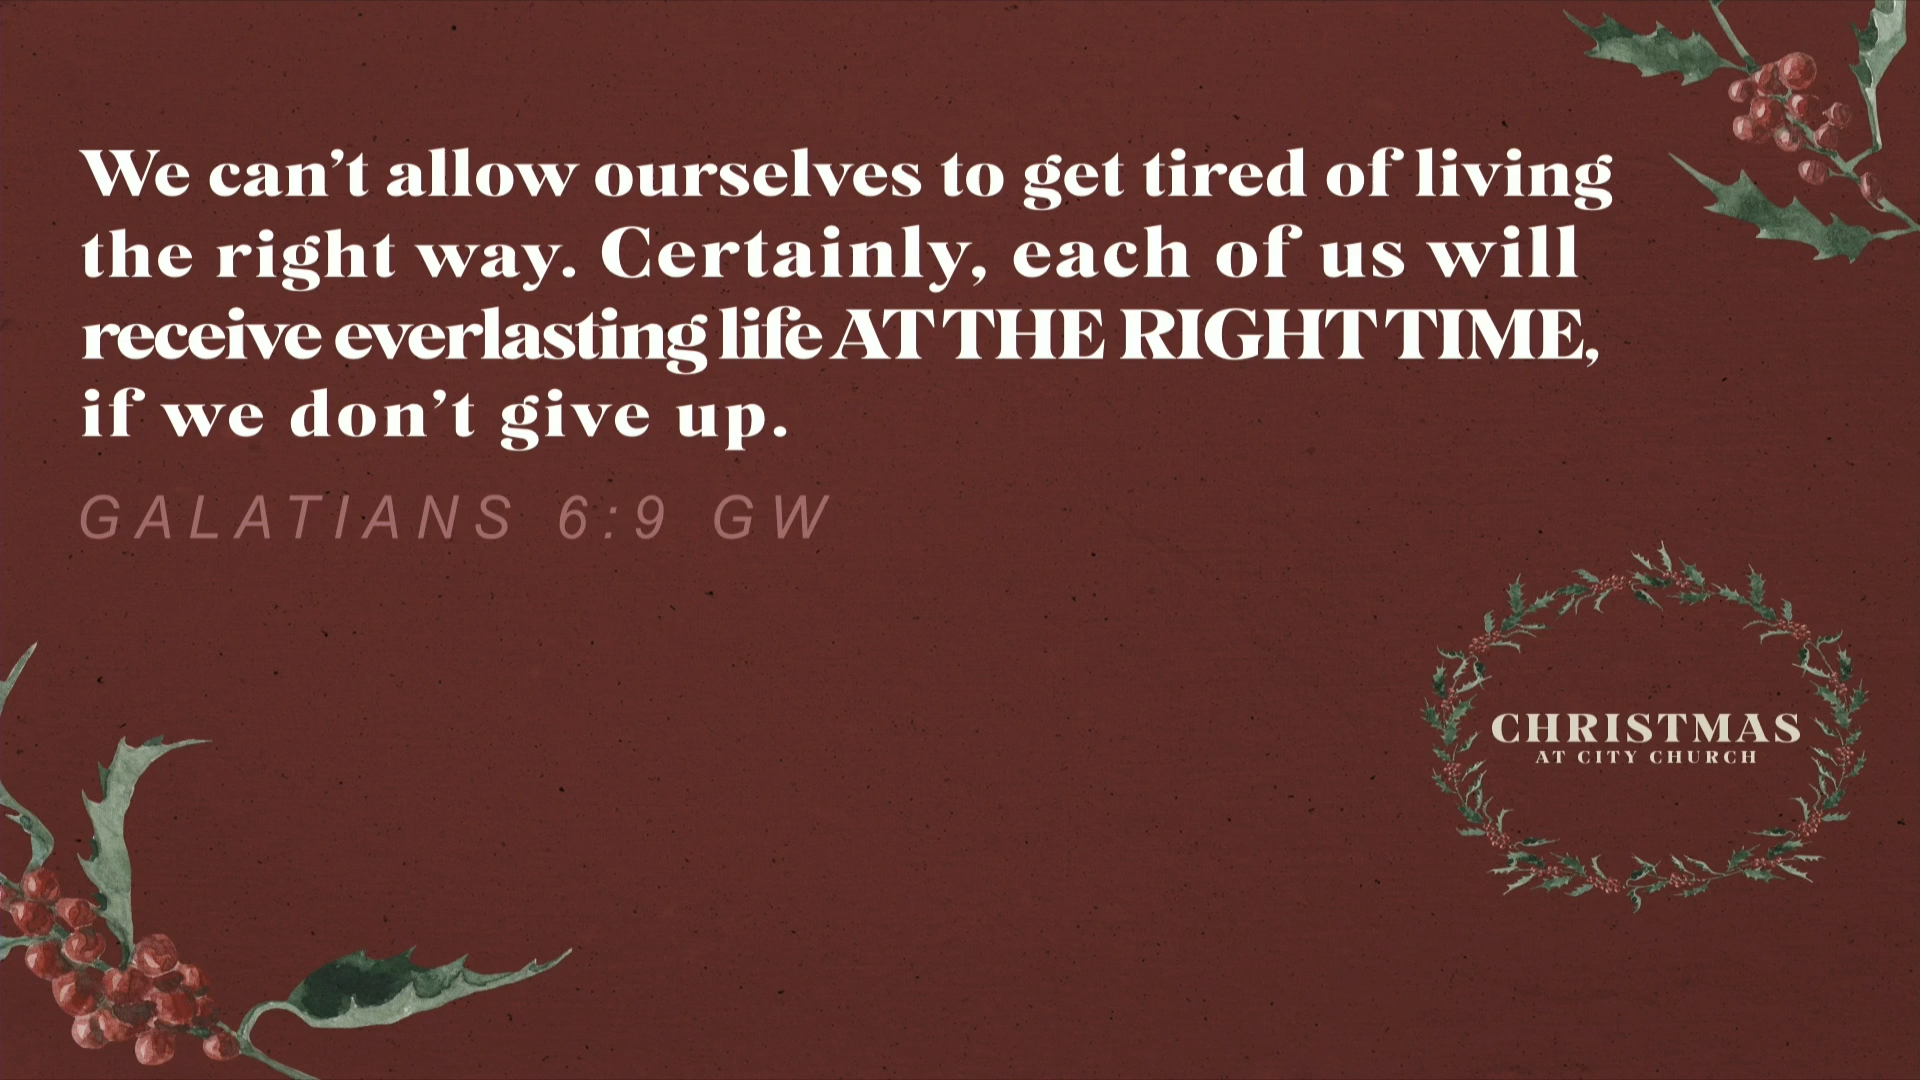 We can’t allow ourselves to get tired of living
the right way. Certainly, each of us will
receive everlasting life AT THE RIGHT TIME,
if we don’t give up.
GALATIANS 6:9 GW
CHRISTMAS
AT CITY CHURCH